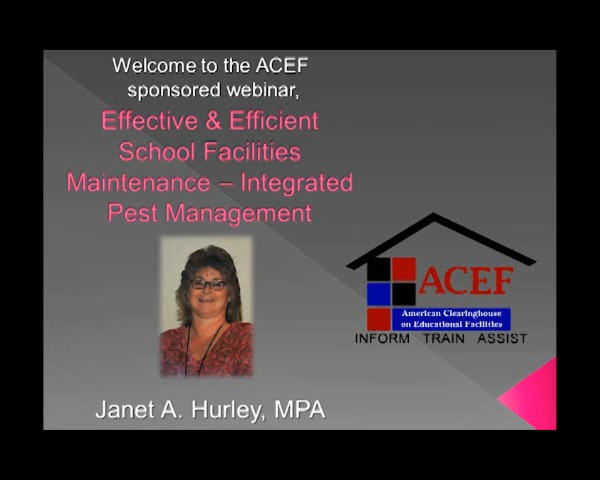 Welcome to the ACEF
sponsored webinar,
Effective & Efficient
School Facilities
Maintenance – Integrated
Pest Management
ACEF
American Clearinghouse
on Educational Facilities
INFORM TRAIN ASSIST
Janet A. Hurley, MPA